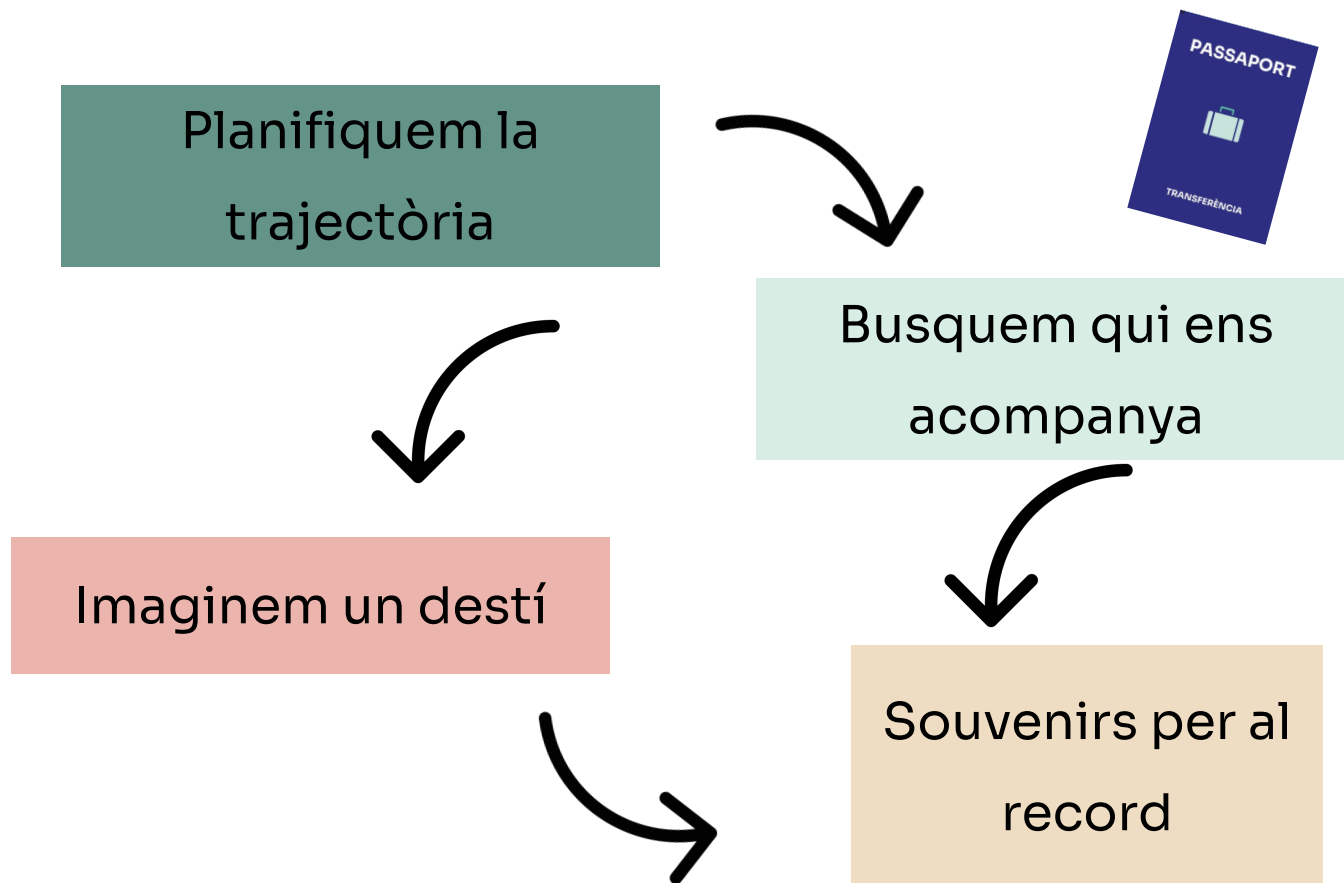 PASSAPORT
TRANSFERÈNCIA
Planifiquem la
trajectòria
Busquem qui ens
acompanya
Imaginem un destí
Souvenirs per al
record